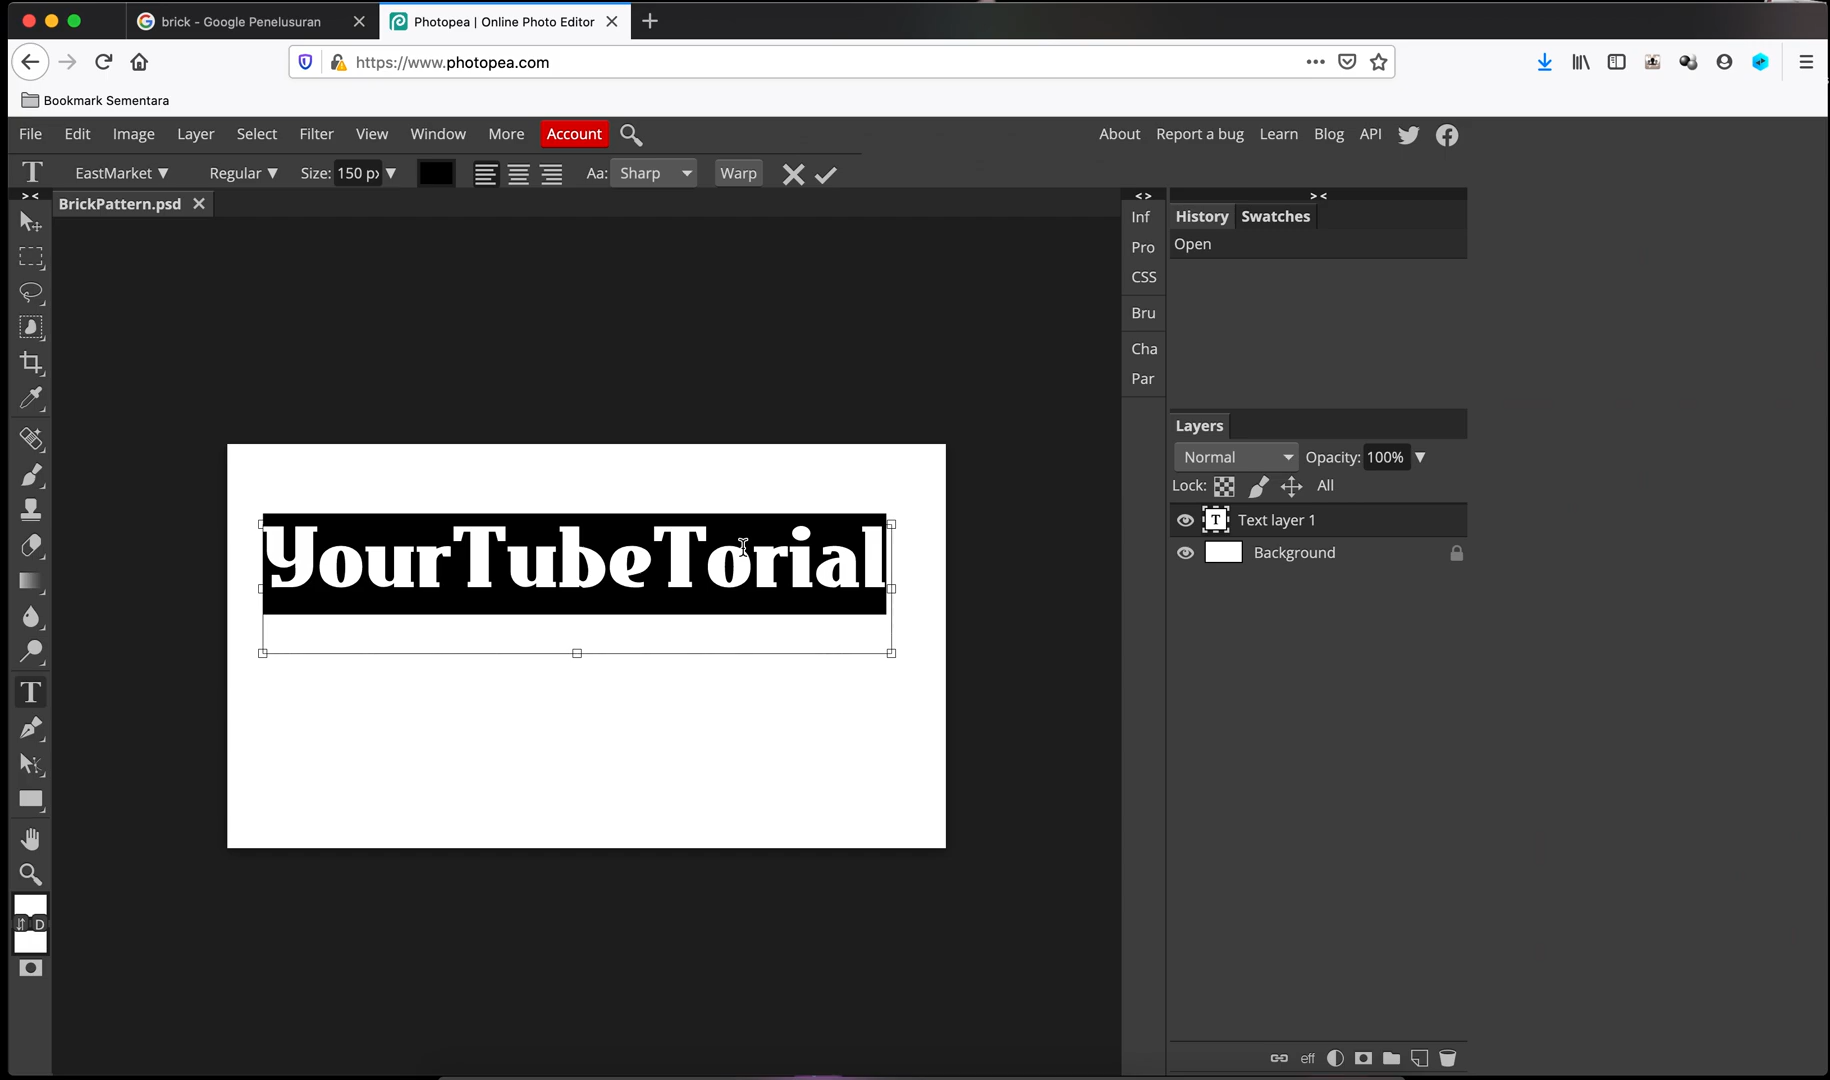 brick - Google Penelusuran
Photopea | Online Photo Editor
https://www.photopea.com
Bookmark Sementara
File Edit Image Layer Select Filter View Window More Account
About Report a bug Learn Blog API
EastMarket Regular Size: 150 px Aa: Sharp Warp
BrickPattern.psd
YourTubeTorial
Inf
Pro
CSS
Bru
Cha
Par
History Swatches
Open
Layers
Normal Opacity: 100%
Lock: All
T Text layer 1
Background
D
eff